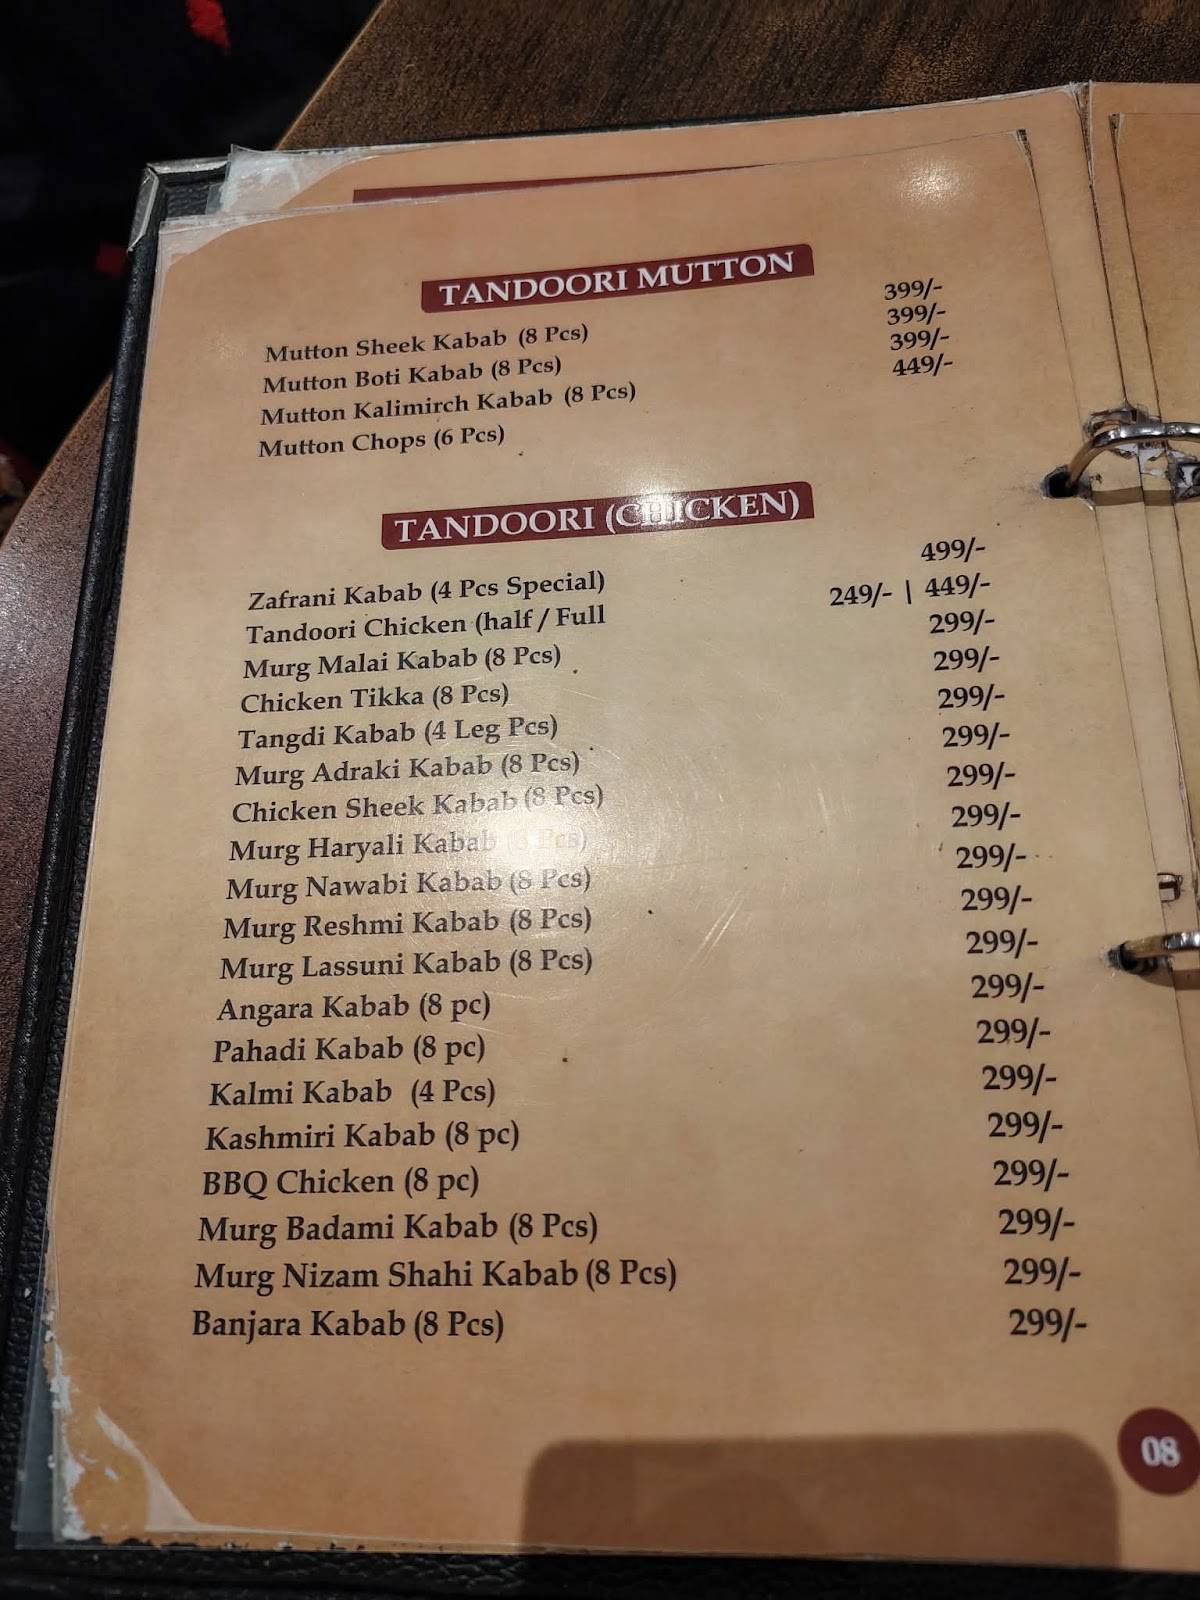 TANDOORI MUTTON
Mutton Sheek Kabab (8 Pcs) 399/-
Mutton Boti Kabab (8 Pcs) 399/-
Mutton Kalimirch Kabab (8 Pcs) 399/-
Mutton Chops (6 Pcs) 449/-
TANDOORI (CHICKEN)
Zafrani Kabab (4 Pcs Special) 499/-
Tandoori Chicken (half / Full 249/- | 449/-
Murg Malai Kabab (8 Pcs) 299/-
Chicken Tikka (8 Pcs) 299/-
Tangdi Kabab (4 Leg Pcs) 299/-
Murg Adraki Kabab (8 Pcs) 299/-
Chicken Sheek Kabab (8 Pcs) 299/-
Murg Haryali Kabab (8 Pcs) 299/-
Murg Nawabi Kabab (8 Pcs) 299/-
Murg Reshmi Kabab (8 Pcs) 299/-
Murg Lassuni Kabab (8 Pcs) 299/-
Angara Kabab (8 pc) 299/-
Pahadi Kabab (8 pc) 299/-
Kalmi Kabab (4 Pcs) 299/-
Kashmiri Kabab (8 pc) 299/-
BBQ Chicken (8 pc) 299/-
Murg Badami Kabab (8 Pcs) 299/-
Murg Nizam Shahi Kabab (8 Pcs) 299/-
Banjara Kabab (8 Pcs) 299/-
08